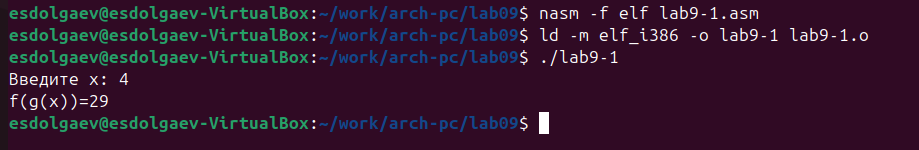 esdolgaev@esdolgaev-VirtualBox:~/work/arch-pc/lab09$ nasm -f elf lab9-1.asm
esdolgaev@esdolgaev-VirtualBox:~/work/arch-pc/lab09$ ld -m elf_i386 -o lab9-1 lab9-1.o
esdolgaev@esdolgaev-VirtualBox:~/work/arch-pc/lab09$ ./lab9-1
Введите x: 4
f(g(x))=29
esdolgaev@esdolgaev-VirtualBox:~/work/arch-pc/lab09$